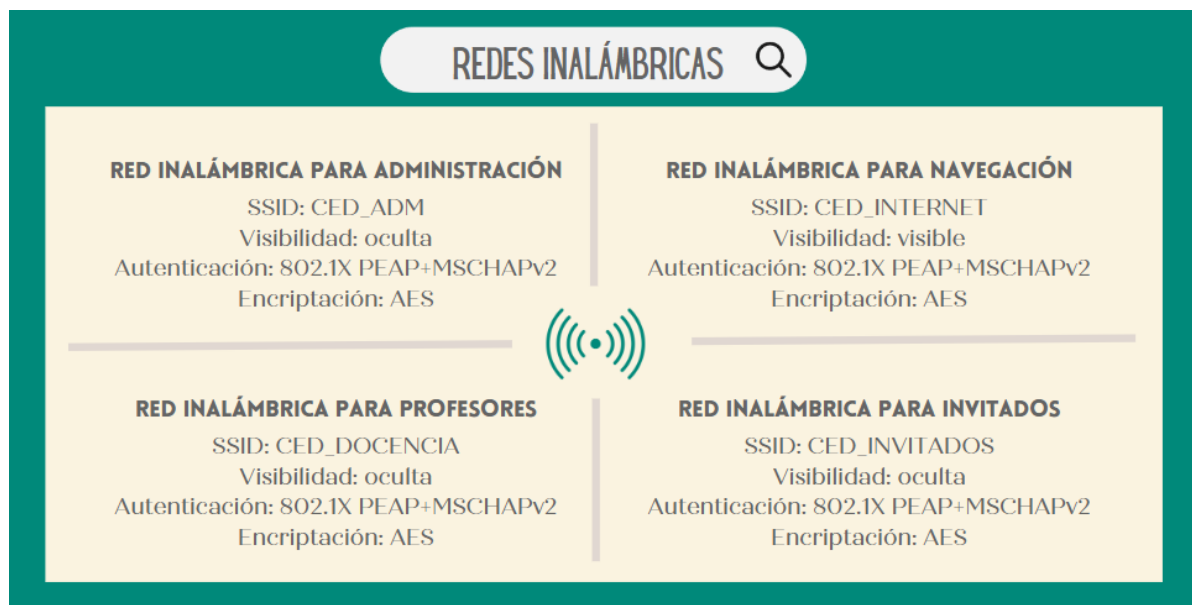 REDES INALÁMBRICAS
RED INALÁMBRICA PARA ADMINISTRACIÓN
SSID: CED_ADM
Visibilidad: oculta
Autenticación: 802.1X PEAP+MSCHAPv2
Encriptación: AES
RED INALÁMBRICA PARA NAVEGACIÓN
SSID: CED_INTERNET
Visibilidad: visible
Autenticación: 802.1X PEAP+MSCHAPv2
Encriptación: AES
RED INALÁMBRICA PARA PROFESORES
SSID: CED_DOCENCIA
Visibilidad: oculta
Autenticación: 802.1X PEAP+MSCHAPv2
Encriptación: AES
RED INALÁMBRICA PARA INVITADOS
SSID: CED_INVITADOS
Visibilidad: oculta
Autenticación: 802.1X PEAP+MSCHAPv2
Encriptación: AES